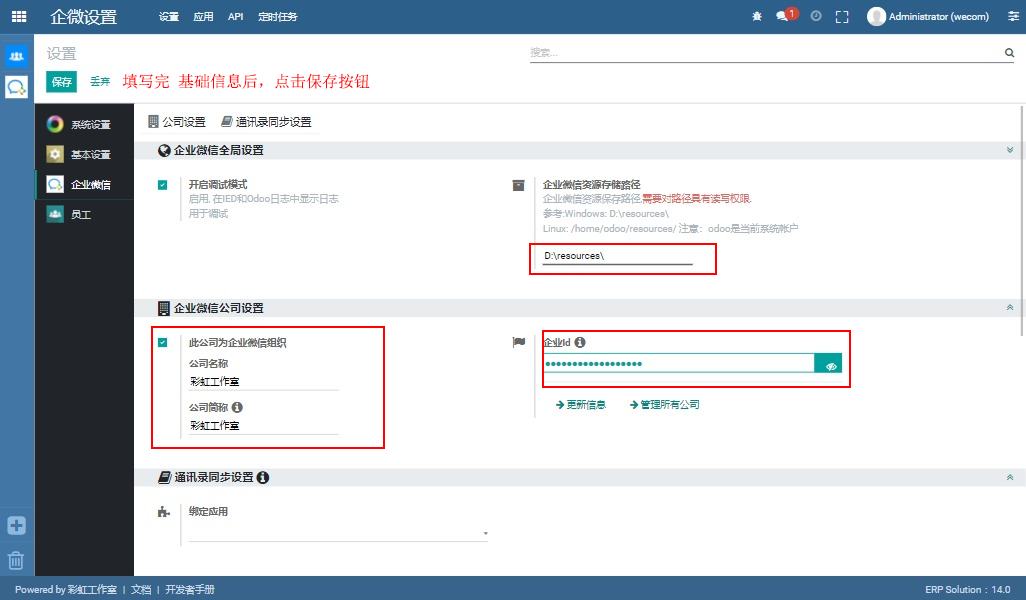 企微设置 设置 应用 API 定时任务 1 Administrator (wecom)
设置 搜索...
保存 丢弃 填写完 基础信息后，点击保存按钮
系统设置
基本设置
企业微信
员工
公司设置 通讯录同步设置
企业微信全局设置
开启调试模式
启用, 在IED和Odoo日志中显示日志
用于调试
企业微信资源存储路径
企业微信资源保存路径,需要对路径具有读写权限.
参考:Windows: D:\resources\
Linux: /home/odoo/resources/ 注意：odoo是当前系统帐户
D:\resources\
企业微信公司设置
此公司为企业微信组织
公司名称
彩虹工作室
公司简称
彩虹工作室
企业Id
•••••••••••••••••
更新信息 管理所有公司
通讯录同步设置
绑定应用
Powered by 彩虹工作室 | 文档 | 开发者手册 ERP Solution : 14.0